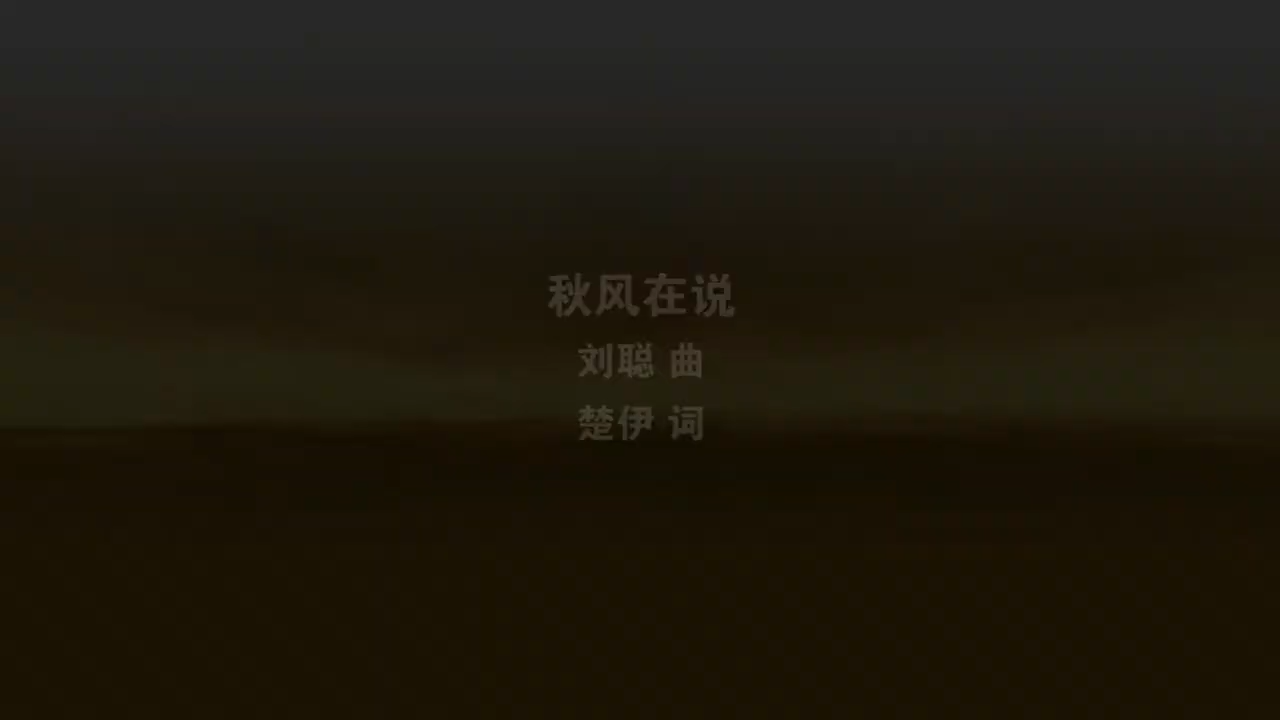 秋风在说
刘聪 曲
楚伊 词